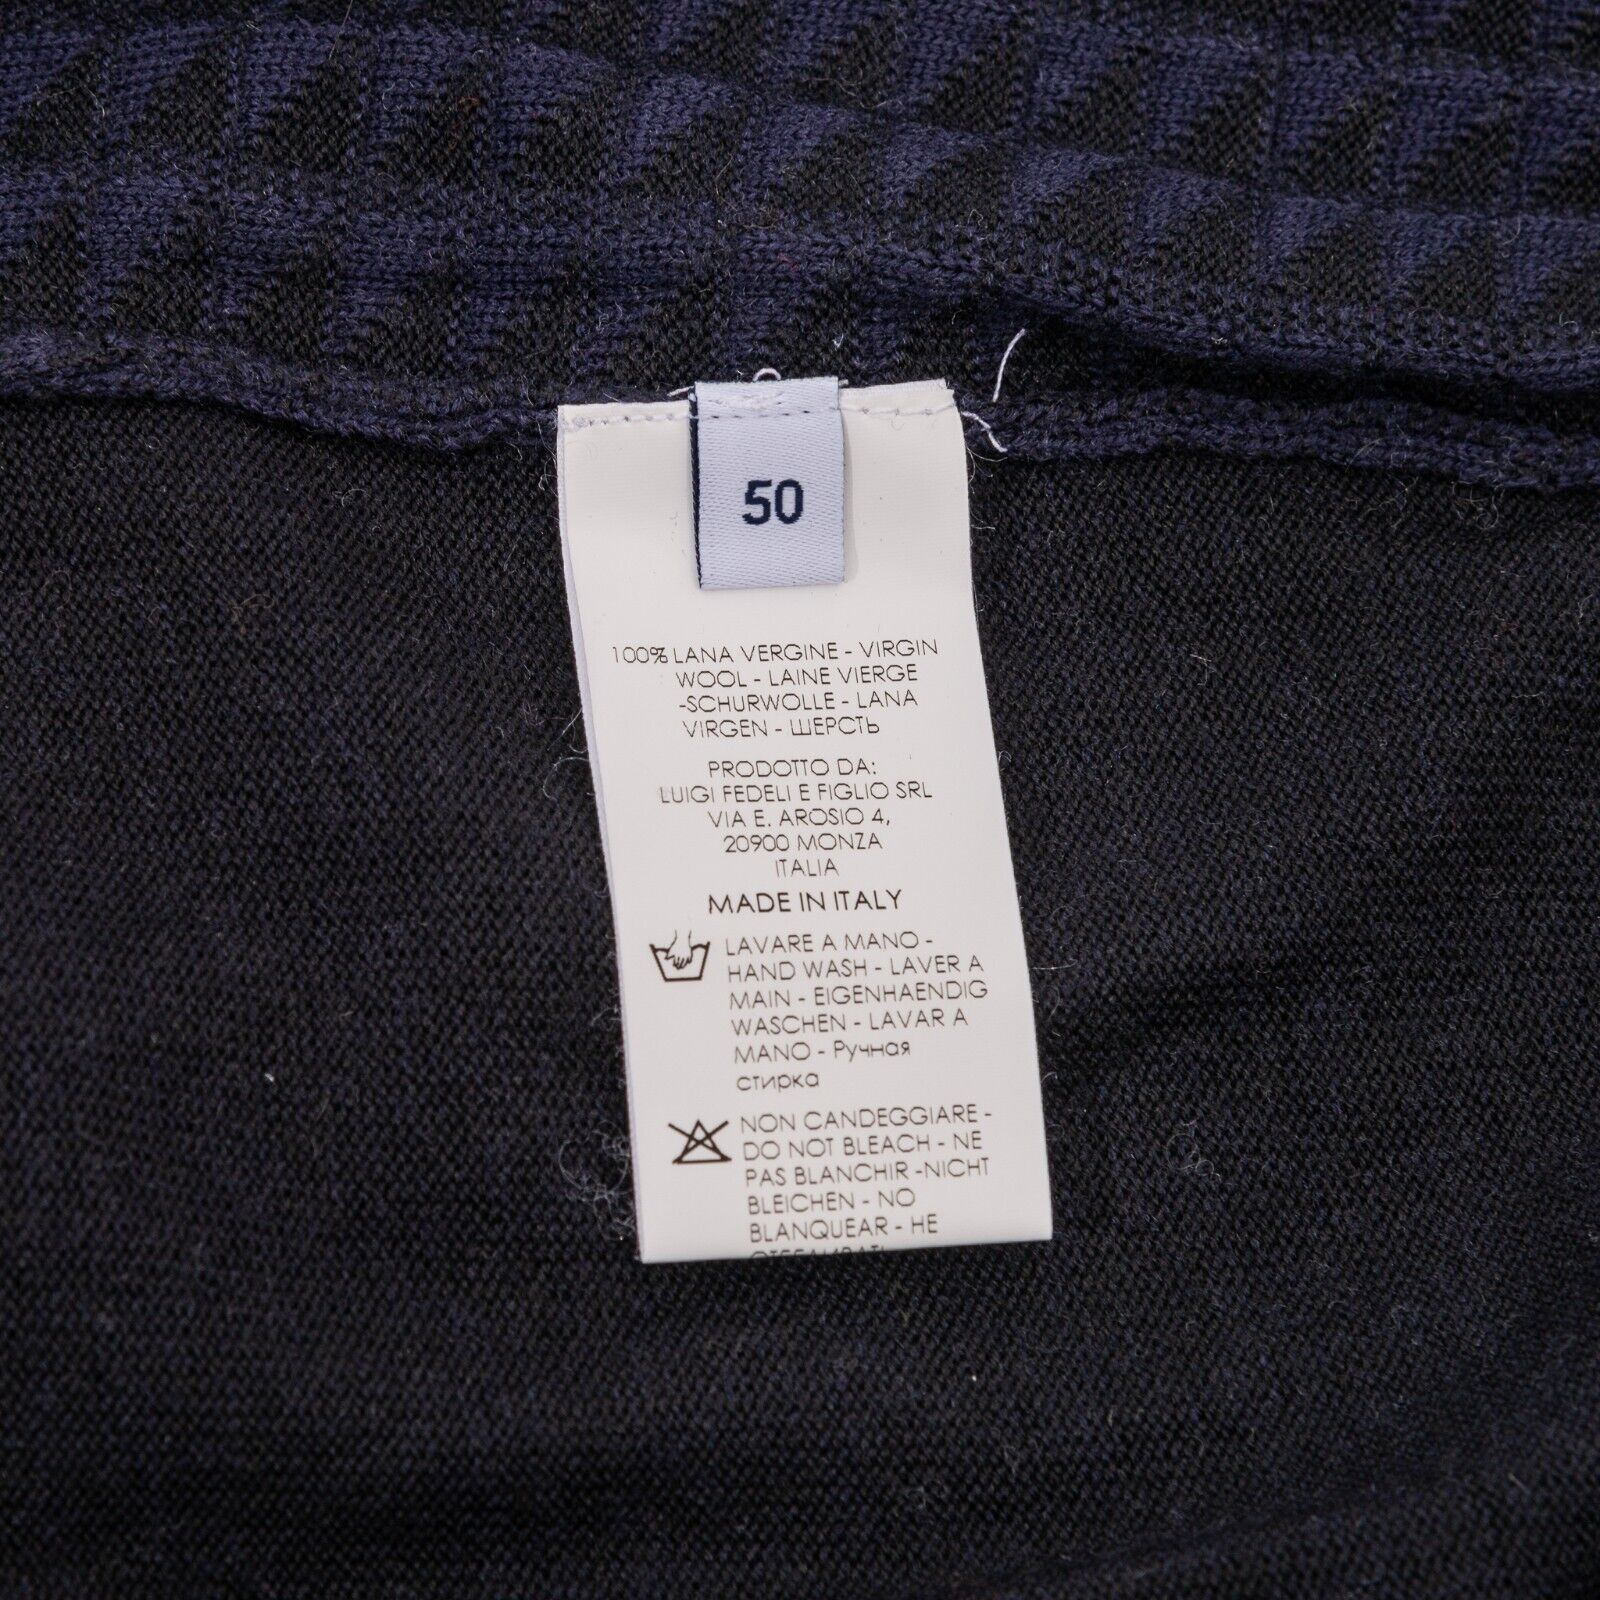 50
100% LANA VERGINE - VIRGIN
WOOL - LAINE VIERGE
-SCHURWOLLE - LANA
VIRGEN - ШЕРСТЬ
PRODOTTO DA:
LUIGI FEDELI E FIGLIO SRL
VIA E. AROSIO 4,
20900 MONZA
ITALIA
MADE IN ITALY
LAVARE A MANO -
HAND WASH - LAVER A
MAIN - EIGENHAENDIG
WASCHEN - LAVAR A
MANO - Ручная
стирка
NON CANDEGGIARE -
DO NOT BLEACH - NE
PAS BLANCHIR -NICHT
BLEICHEN - NO
BLANQUEAR - НЕ